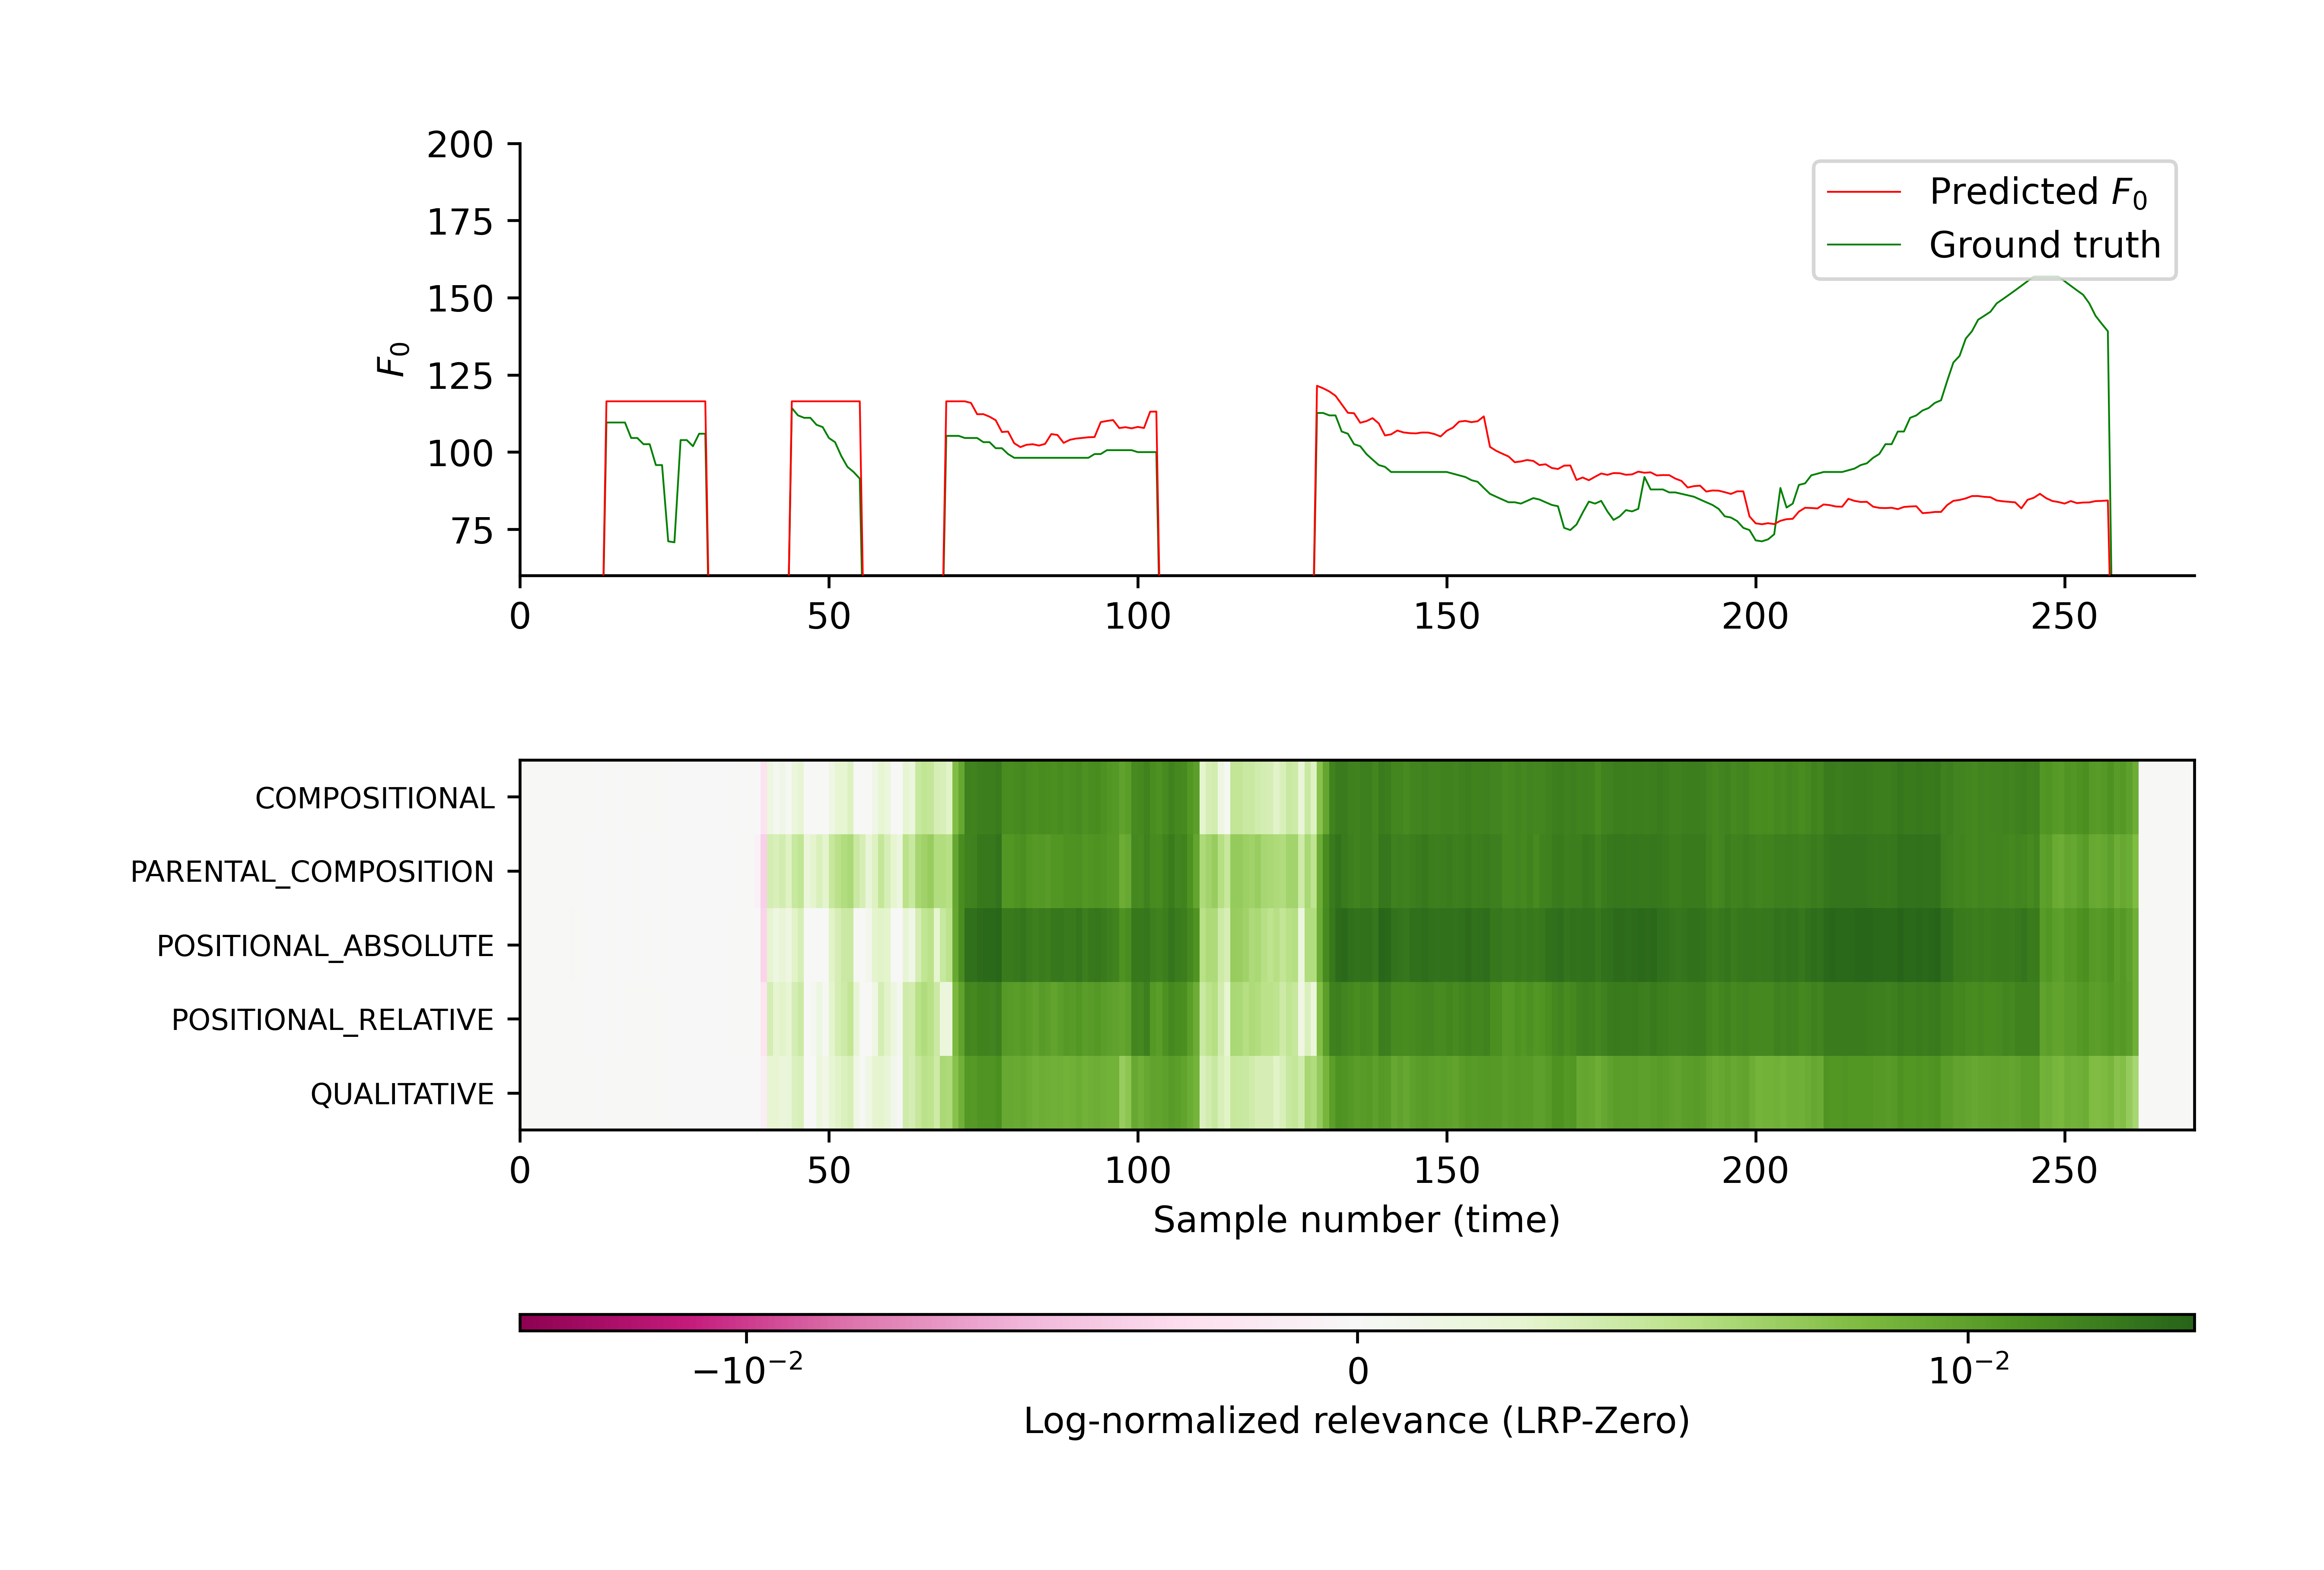 200
175
150
125
100
75
F₀
Predicted F₀
Ground truth
0 50 100 150 200 250
COMPOSITIONAL
PARENTAL_COMPOSITION
POSITIONAL_ABSOLUTE
POSITIONAL_RELATIVE
QUALITATIVE
0 50 100 150 200 250
Sample number (time)
−10⁻² 0 10⁻²
Log-normalized relevance (LRP-Zero)